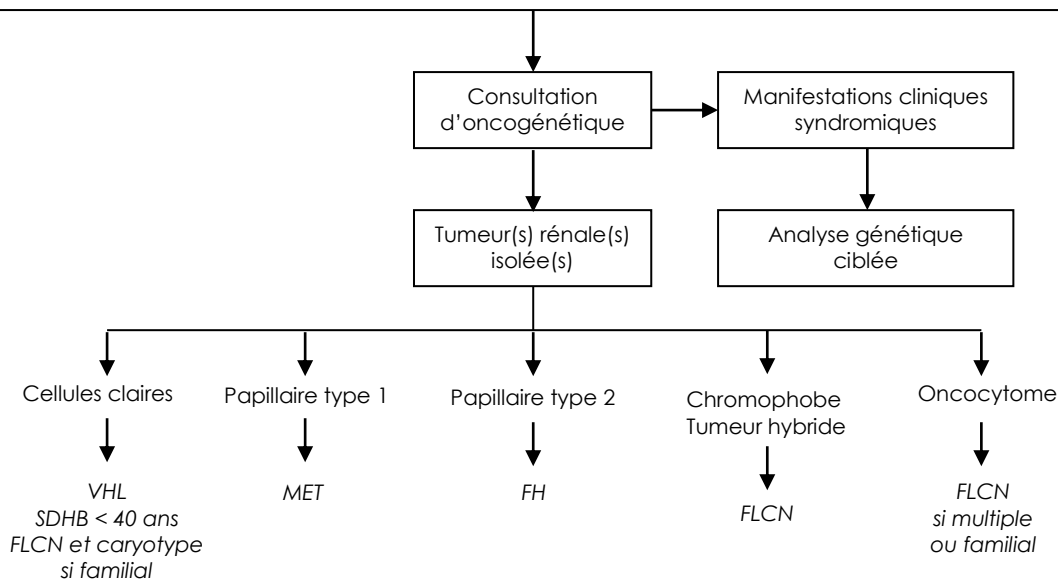 Consultation
d'oncogénétique
Manifestations cliniques
syndromiques
Tumeur(s) rénale(s)
isolée(s)
Analyse génétique
ciblée
Cellules claires
Papillaire type 1
Papillaire type 2
Chromophobe
Tumeur hybride
Oncocytome
VHL
SDHB < 40 ans
FLCN et caryotype
si familial
MET
FH
FLCN
FLCN
si multiple
ou familial